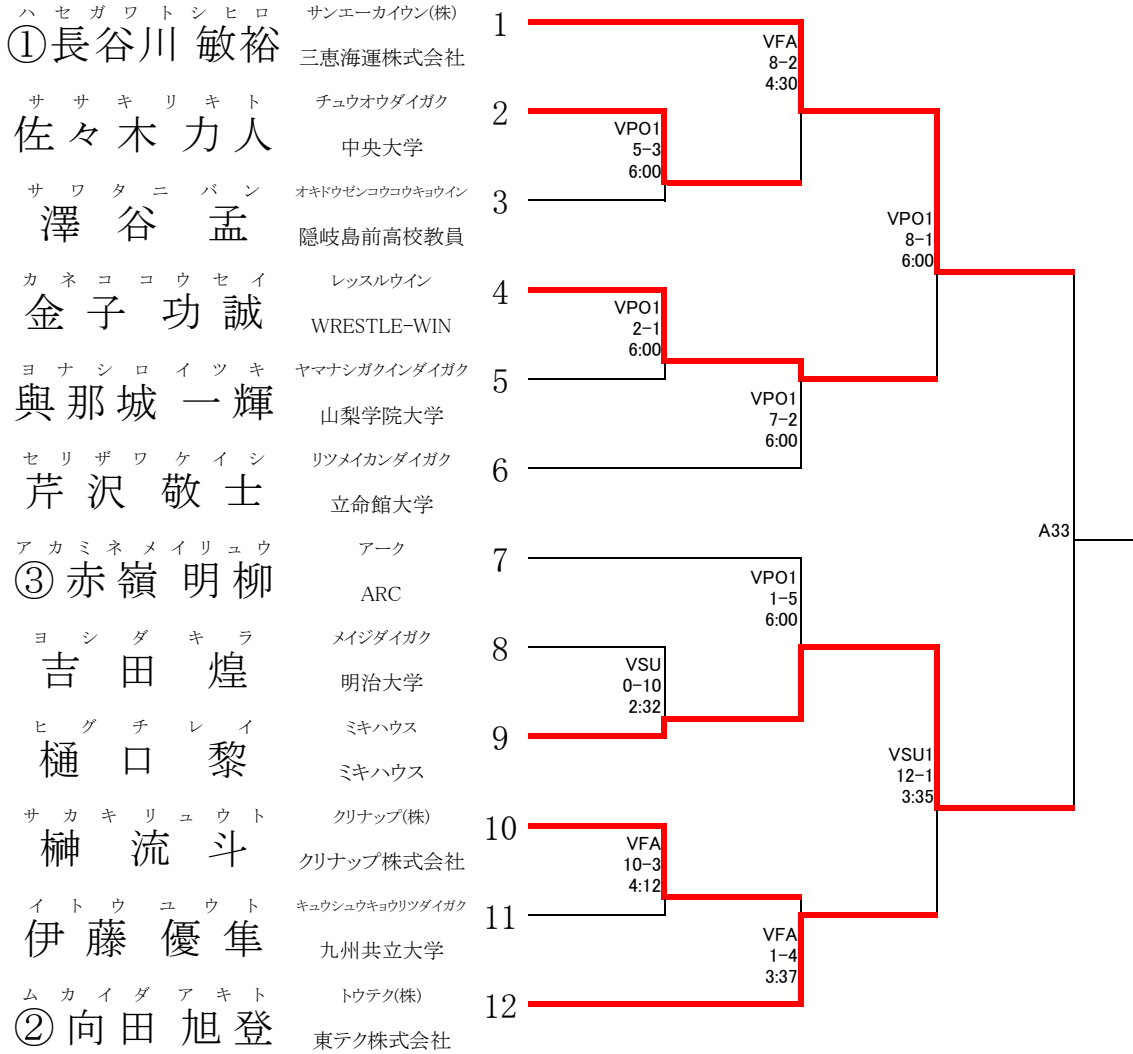 ハセガワトシヒロ サンエーカイウン(株)
①長谷川 敏裕 三恵海運株式会社 1
ササキリキト チュウオウダイガク
佐々木 力人 中央大学 2
サワタニ バン オキドウゼンコウコウキョウイン
澤谷 孟 隠岐島前高校教員 3
カネココウセイ レッスルウイン
金子 功誠 WRESTLE-WIN 4
ヨナシロイツキ ヤマナシガクインダイガク
與那城 一輝 山梨学院大学 5
セリザワケイシ リツメイカンダイガク
芹沢 敬士 立命館大学 6
アカミネメイリュウ アーク
③赤嶺 明柳 ARC 7
ヨシダ キラ メイジダイガク
吉田 煌 明治大学 8
ヒグチ レイ ミキハウス
樋口 黎 ミキハウス 9
サカキリュウト クリナップ(株)
榊 流斗 クリナップ株式会社 10
イトウ ユウト キュウシュウキョウリツダイガク
伊藤 優隼 九州共立大学 11
ムカイダ アキト トウテク(株)
②向田 旭登 東テク株式会社 12
VPO1
5-3
6:00
VPO1
2-1
6:00
VSU
0-10
2:32
VFA
10-3
4:12
VFA
8-2
4:30
VPO1
7-2
6:00
VPO1
1-5
6:00
VFA
1-4
3:37
VPO1
8-1
6:00
VSU1
12-1
3:35
A33